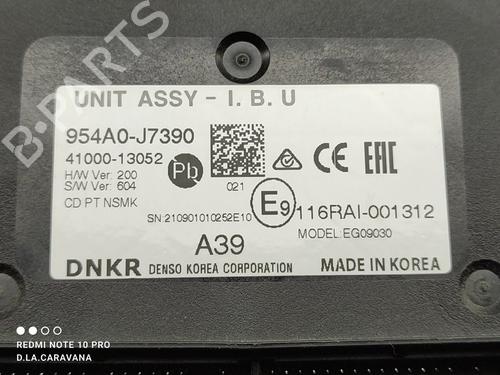 B-PARTS
UNIT ASSY - I. B. U
954A0-J7390
41000-13052
H/W Ver: 200
S/W Ver: 604
CD PT NSMK
Pb
021
CE EAC
SN:210901010252E10
E9 116RAI-001312
MODEL:EG09030
A39
DNKR DENSO KOREA CORPORATION MADE IN KOREA
REDMI NOTE 10 PRO
D.L.A.CARAVANA